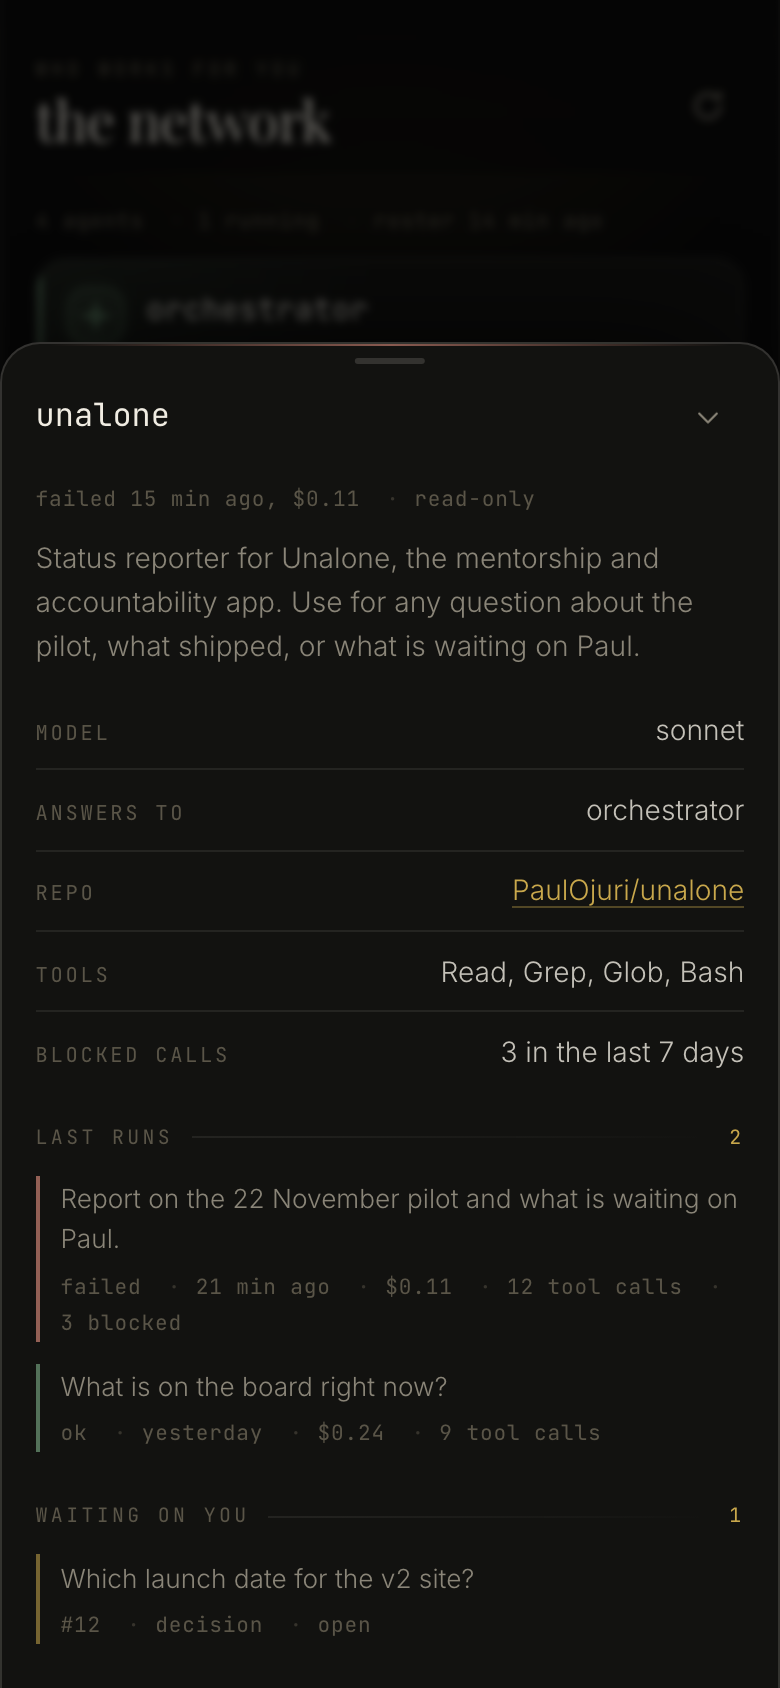 the network
orchestrator
unalone
failed 15 min ago, $0.11 · read-only
Status reporter for Unalone, the mentorship and
accountability app. Use for any question about the
pilot, what shipped, or what is waiting on Paul.
MODEL
sonnet
ANSWERS TO
orchestrator
REPO
PaulOjuri/unalone
TOOLS
Read, Grep, Glob, Bash
BLOCKED CALLS
3 in the last 7 days
LAST RUNS
2
Report on the 22 November pilot and what is waiting on
Paul.
failed · 21 min ago · $0.11 · 12 tool calls ·
3 blocked
What is on the board right now?
ok · yesterday · $0.24 · 9 tool calls
WAITING ON YOU
1
Which launch date for the v2 site?
#12 · decision · open